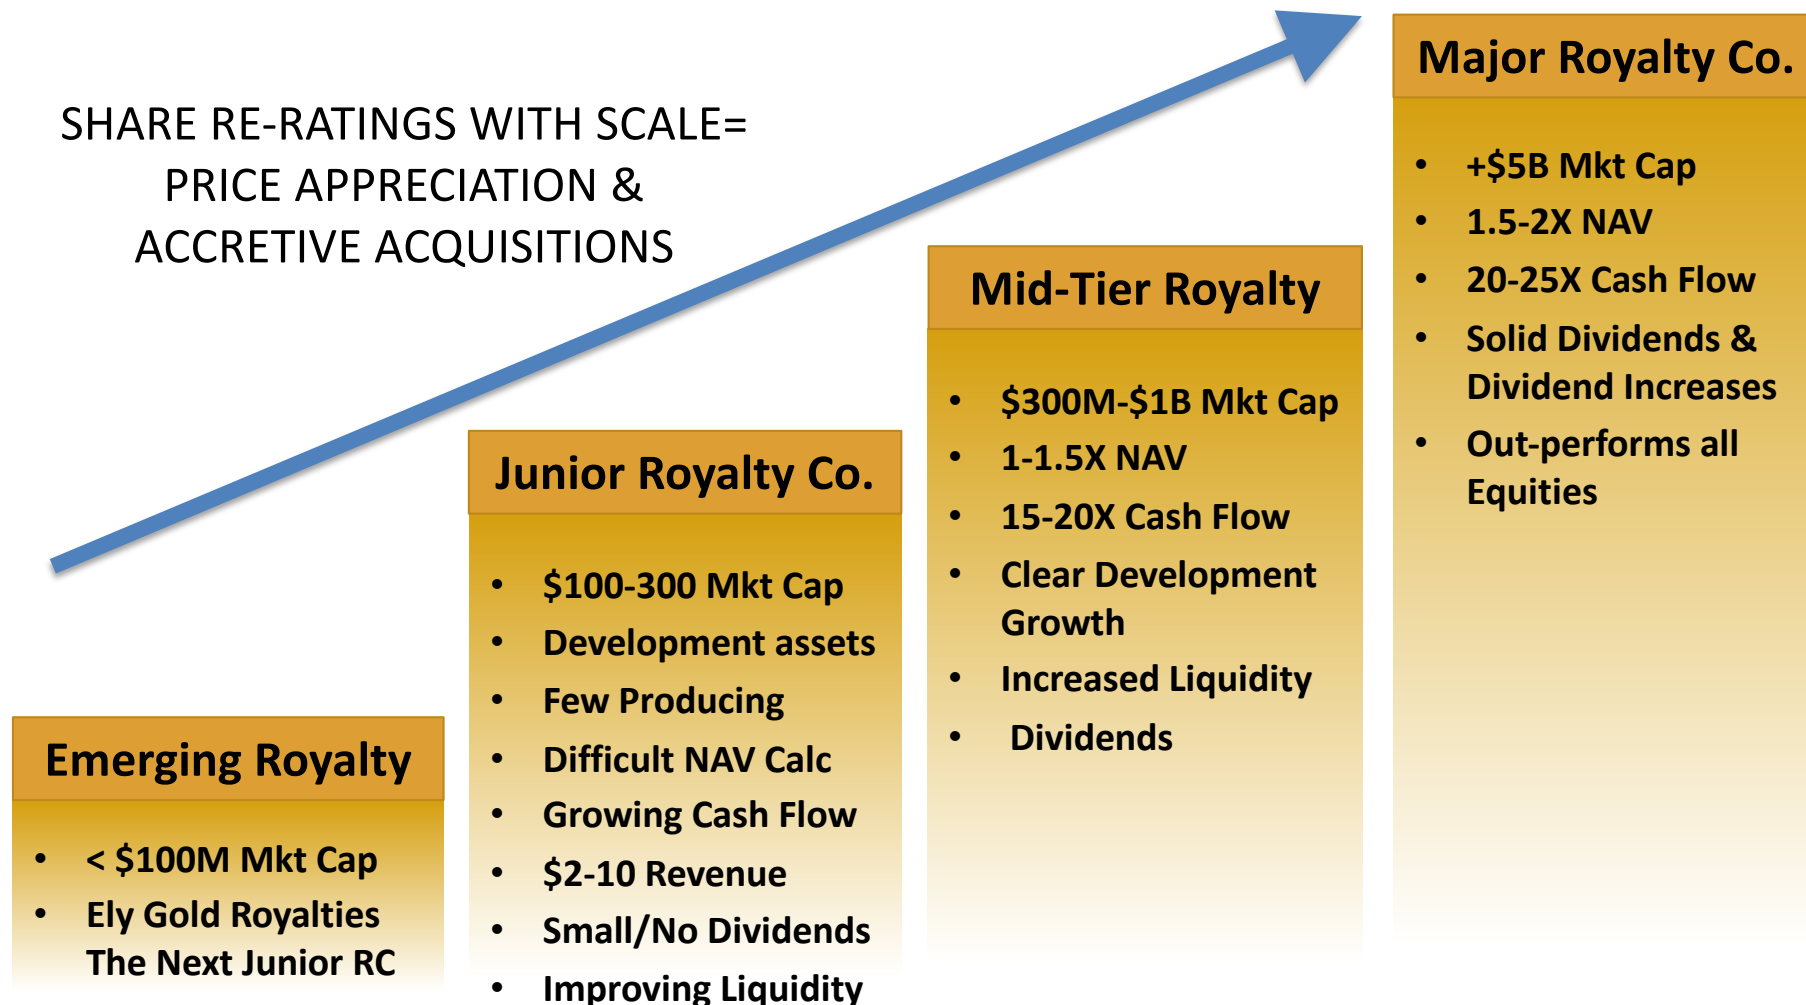 SHARE RE-RATINGS WITH SCALE=
PRICE APPRECIATION &
ACCRETIVE ACQUISITIONS
Emerging Royalty
• < $100M Mkt Cap
• Ely Gold Royalties
The Next Junior RC
Junior Royalty Co.
• $100-300 Mkt Cap
• Development assets
• Few Producing
• Difficult NAV Calc
• Growing Cash Flow
• $2-10 Revenue
• Small/No Dividends
• Improving Liquidity
Mid-Tier Royalty
• $300M-$1B Mkt Cap
• 1-1.5X NAV
• 15-20X Cash Flow
• Clear Development
Growth
• Increased Liquidity
• Dividends
Major Royalty Co.
• +$5B Mkt Cap
• 1.5-2X NAV
• 20-25X Cash Flow
• Solid Dividends &
Dividend Increases
• Out-performs all
Equities